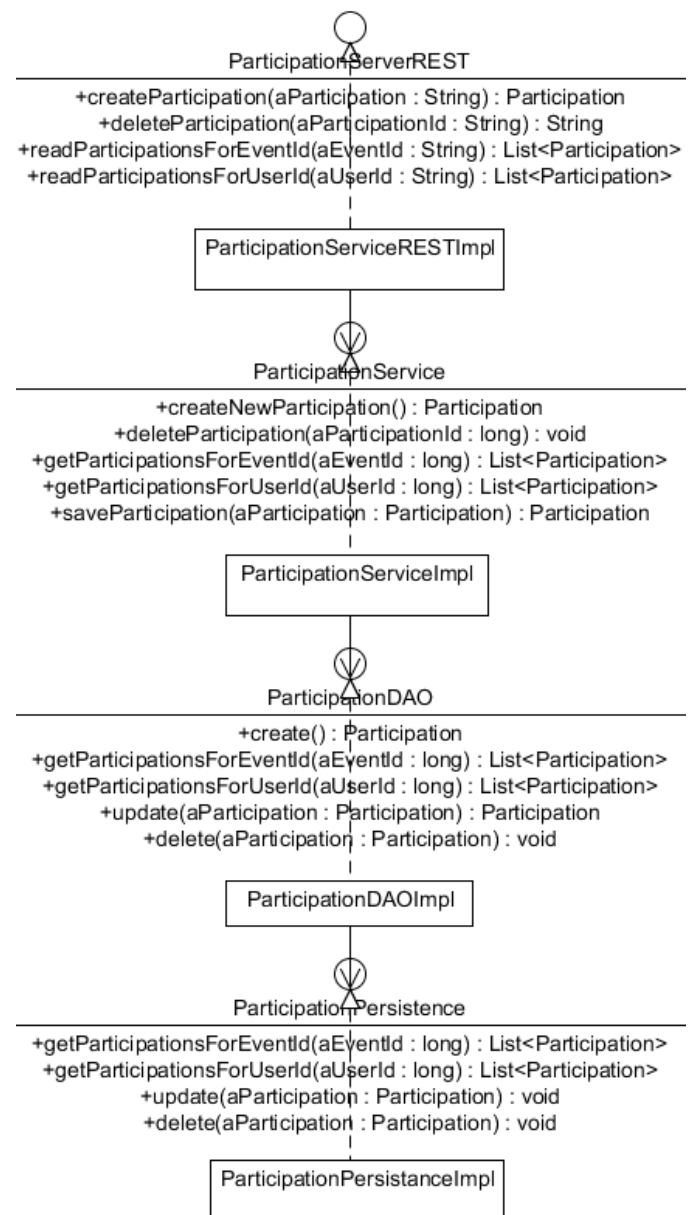 ParticipationServerREST
+createParticipation(aParticipation : String) : Participation
+deleteParticipation(aParticipationId : String) : String
+readParticipationsForEventId(aEventId : String) : List<Participation>
+readParticipationsForUserId(aUserId : String) : List<Participation>
ParticipationServiceRESTImpl
ParticipationService
+createNewParticipation() : Participation
+deleteParticipation(aParticipationId : long) : void
+getParticipationsForEventId(aEventId : long) : List<Participation>
+getParticipationsForUserId(aUserId : long) : List<Participation>
+saveParticipation(aParticipation : Participation) : Participation
ParticipationServiceImpl
ParticipationDAO
+create() : Participation
+getParticipationsForEventId(aEventId : long) : List<Participation>
+getParticipationsForUserId(aUserId : long) : List<Participation>
+update(aParticipation : Participation) : Participation
+delete(aParticipation : Participation) : void
ParticipationDAOImpl
ParticipationPersistence
+getParticipationsForEventId(aEventId : long) : List<Participation>
+getParticipationsForUserId(aUserId : long) : List<Participation>
+update(aParticipation : Participation) : void
+delete(aParticipation : Participation) : void
ParticipationPersistanceImpl